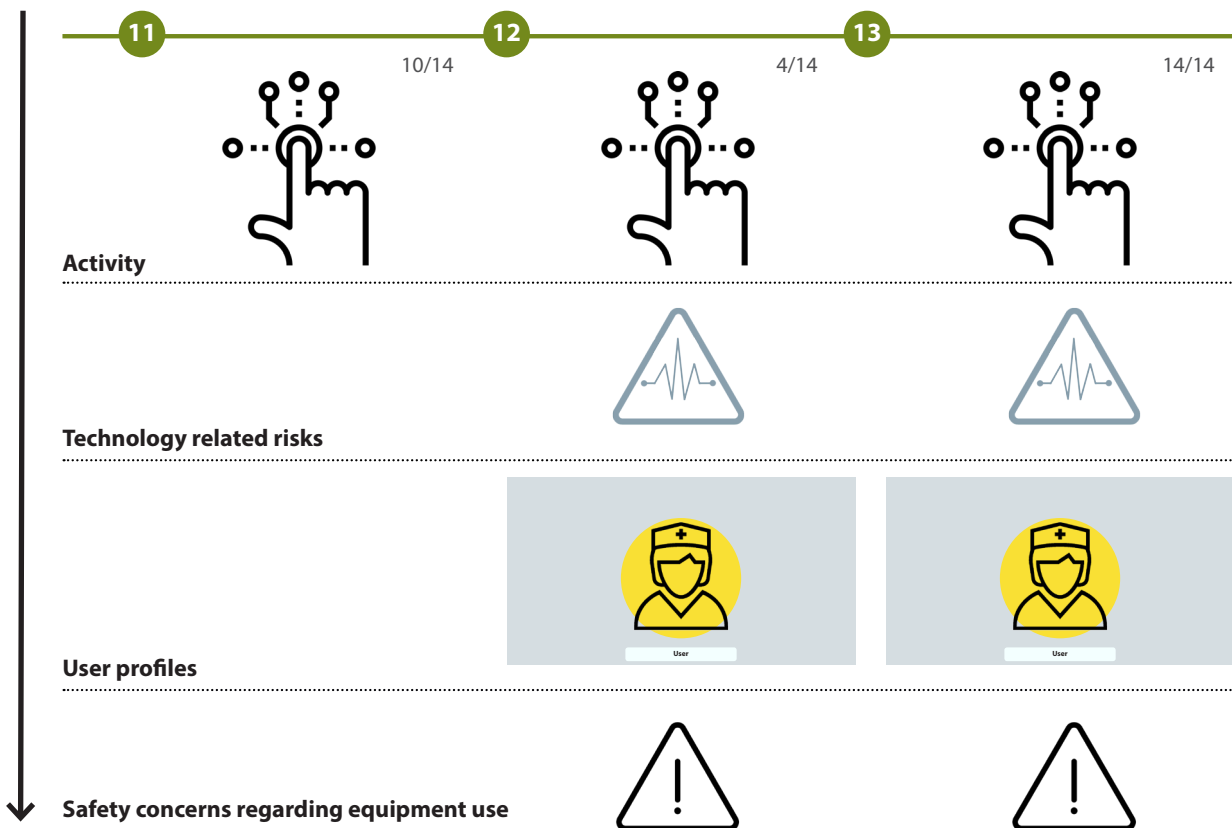 11
12
13
10/14
4/14
14/14
Activity
Technology related risks
User
User
User profiles
Safety concerns regarding equipment use